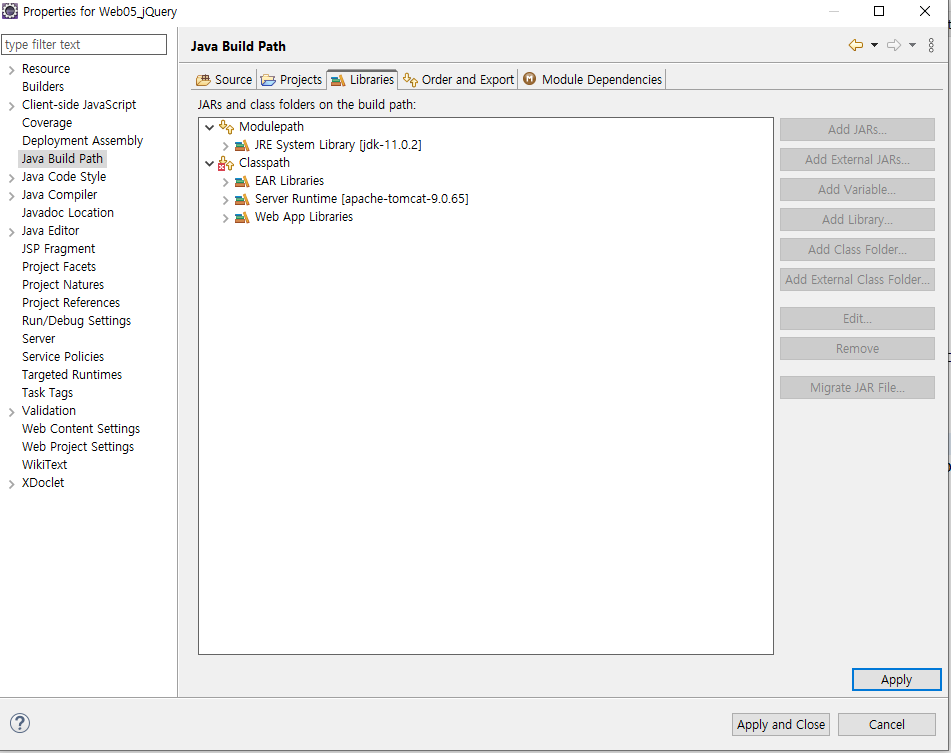 Properties for Web05_jQuery
type filter text
Resource
Builders
Client-side JavaScript
Coverage
Deployment Assembly
Java Build Path
Java Code Style
Java Compiler
Javadoc Location
Java Editor
JSP Fragment
Project Facets
Project Natures
Project References
Run/Debug Settings
Server
Service Policies
Targeted Runtimes
Task Tags
Validation
Web Content Settings
Web Project Settings
WikiText
XDoclet
Java Build Path
Source Projects Libraries Order and Export Module Dependencies
JARs and class folders on the build path:
Modulepath
JRE System Library [jdk-11.0.2]
Classpath
EAR Libraries
Server Runtime [apache-tomcat-9.0.65]
Web App Libraries
Add JARs...
Add External JARs...
Add Variable...
Add Library...
Add Class Folder...
Add External Class Folder...
Edit...
Remove
Migrate JAR File...
Apply
Apply and Close Cancel